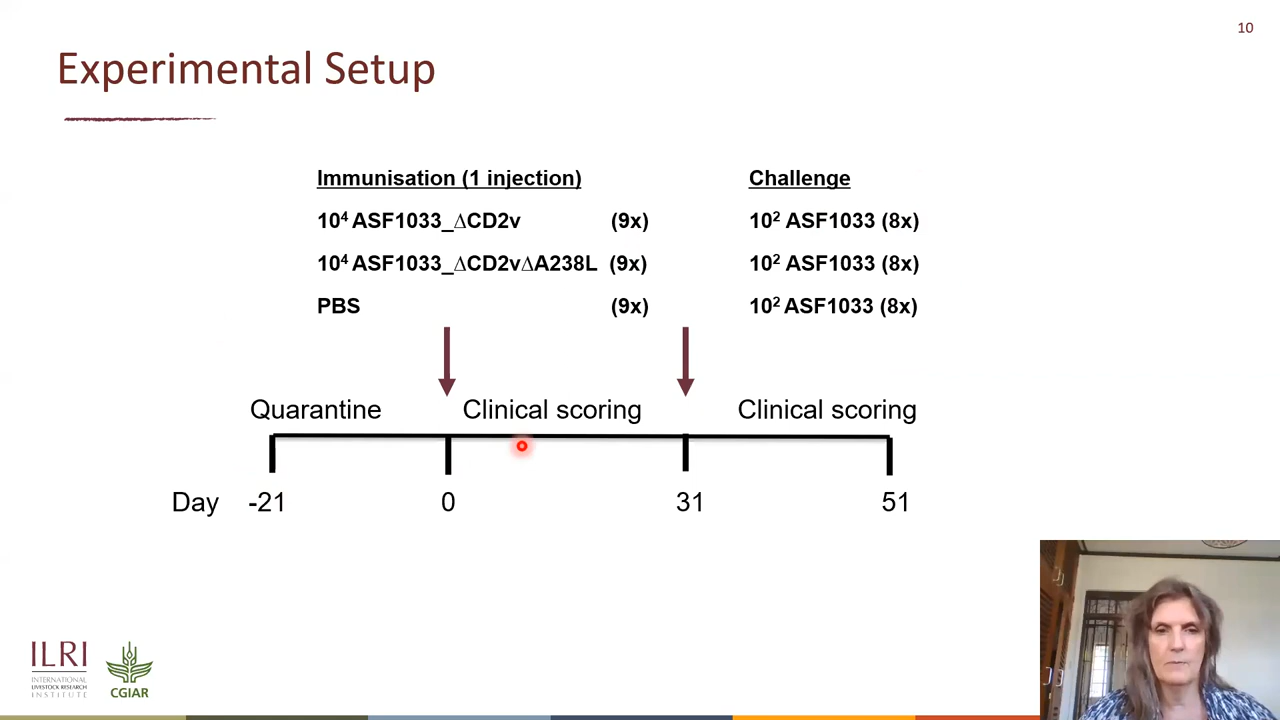 10
Experimental Setup
Immunisation (1 injection) Challenge
10⁴ ASF1033_∆CD2v (9x) 10² ASF1033 (8x)
10⁴ ASF1033_∆CD2v∆A238L (9x) 10² ASF1033 (8x)
PBS (9x) 10² ASF1033 (8x)
Quarantine Clinical scoring Clinical scoring
Day -21 0 31 51
ILRI
INTERNATIONAL
LIVESTOCK RESEARCH
INSTITUTE
CGIAR